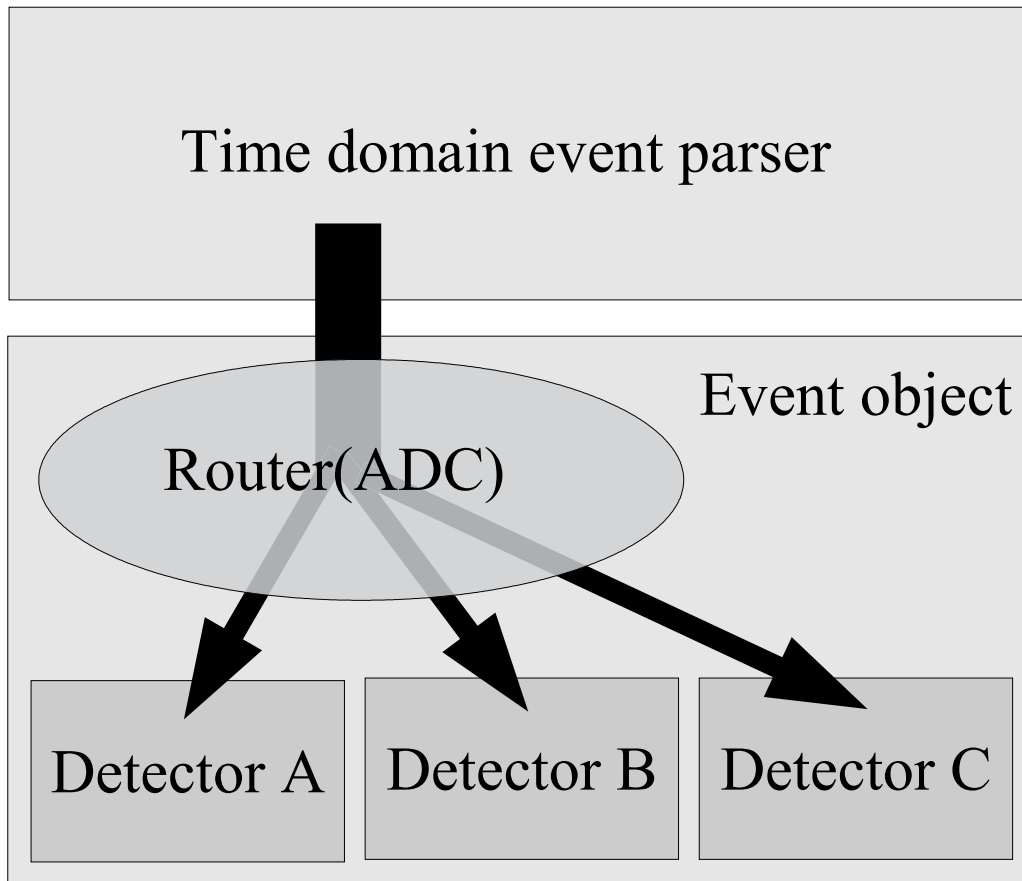 Time domain event parser
Event object
Router(ADC)
Detector A
Detector B
Detector C